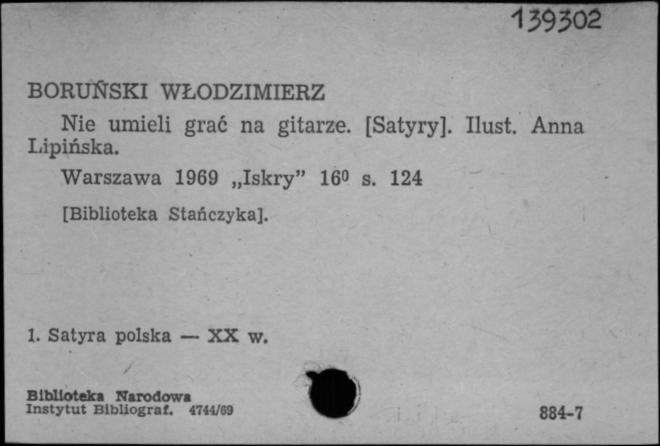 139302
BORUŃSKI WŁODZIMIERZ
Nie umieli grać na gitarze. [Satyry]. Ilust. Anna
Lipińska.
Warszawa 1969 „Iskry” 16⁰ s. 124
[Biblioteka Stańczyka].
1. Satyra polska — XX w.
Biblioteka Narodowa
Instytut Bibliograf. 4744/69
884-7